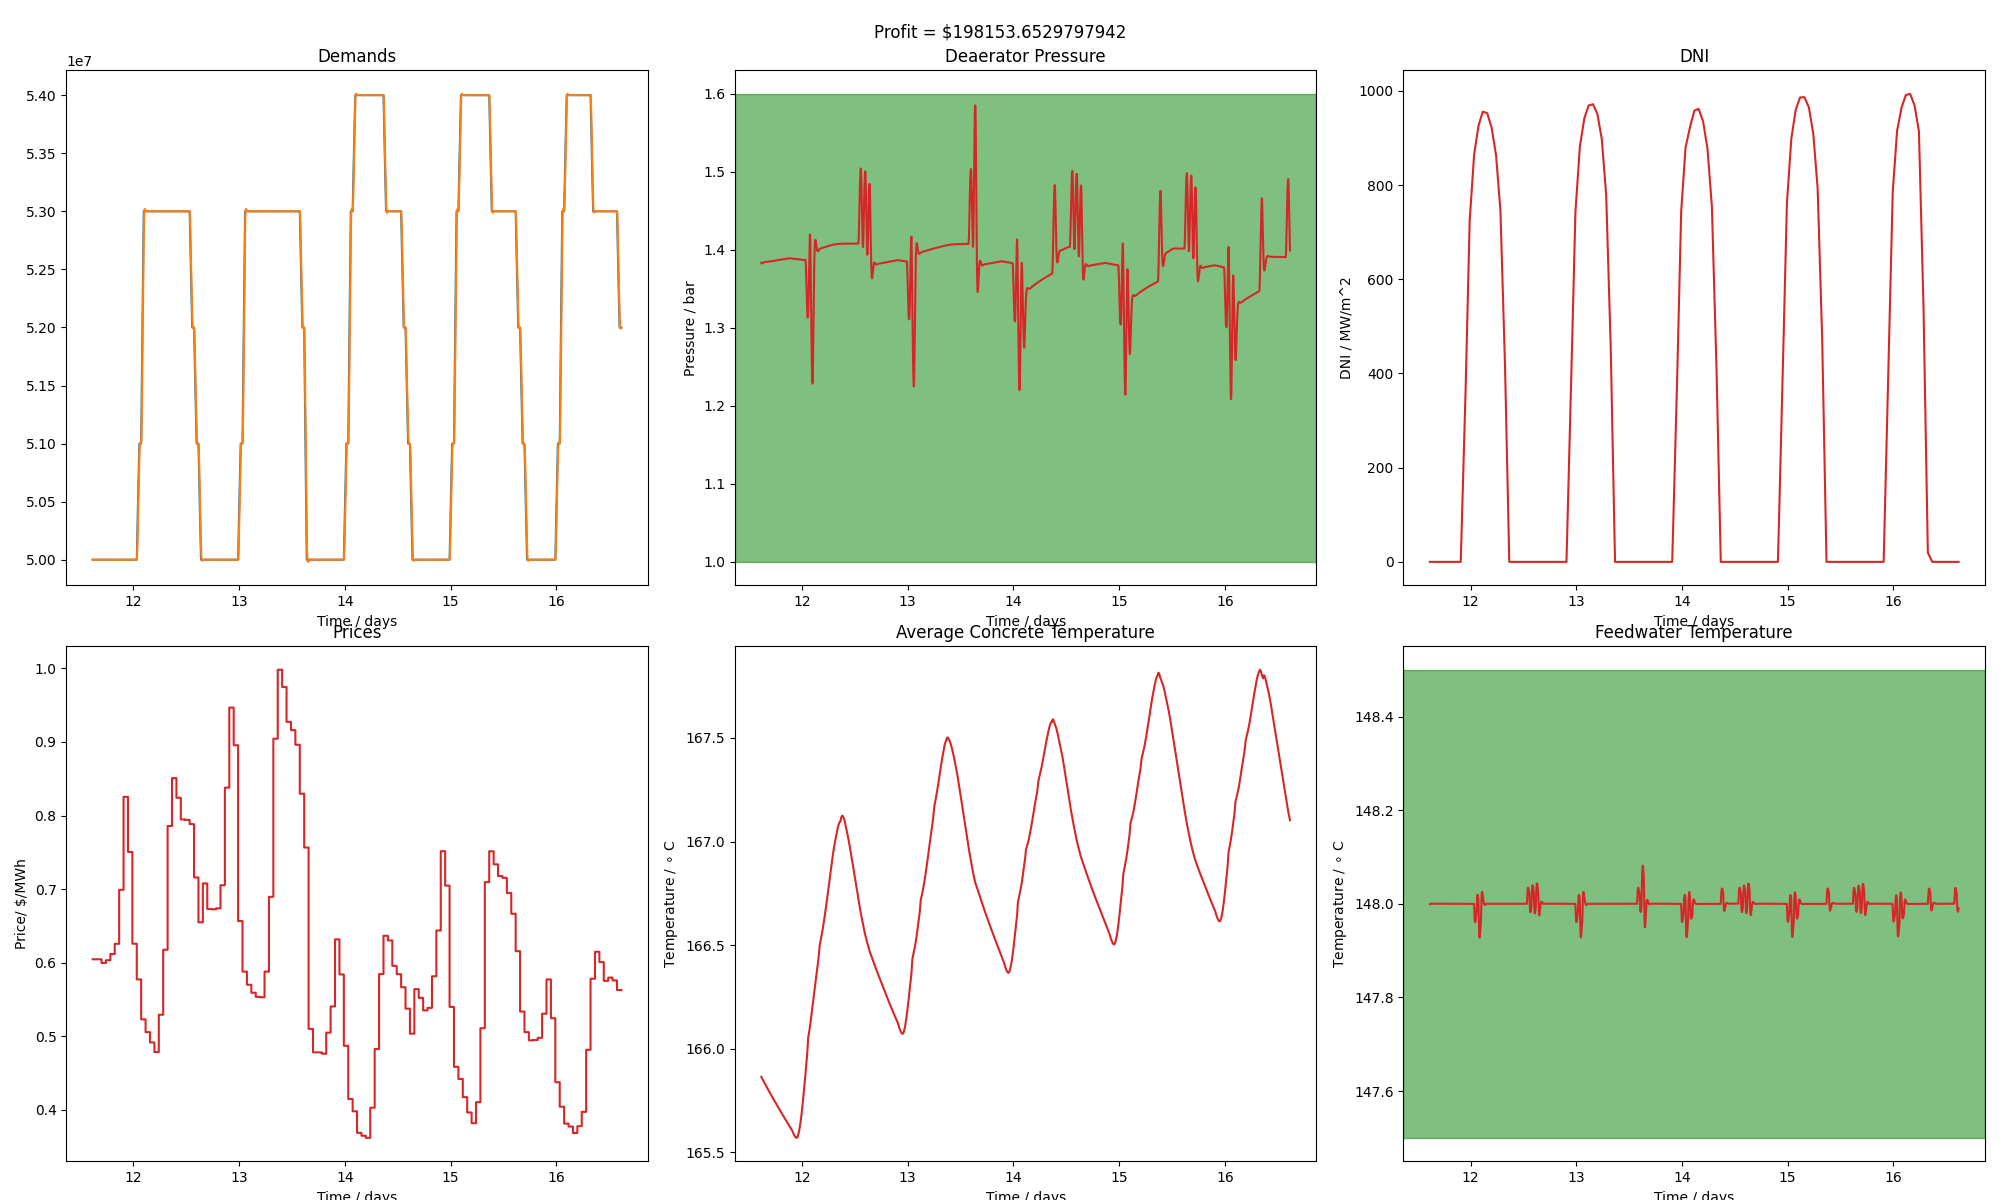 Profit = $198153.6529797942
Demands
1e7
5.40
5.35
5.30
5.25
5.20
5.15
5.10
5.05
5.00
12 13 14 15 16
Time / days
Deaerator Pressure
Pressure / bar
1.6
1.5
1.4
1.3
1.2
1.1
1.0
12 13 14 15 16
Time / days
DNI
DNI / MW/m^2
1000
800
600
400
200
0
12 13 14 15 16
Time / days
Prices
Price/ $/MWh
1.0
0.9
0.8
0.7
0.6
0.5
0.4
12 13 14 15 16
Time / days
Average Concrete Temperature
Temperature / ∘ C
167.5
167.0
166.5
166.0
165.5
12 13 14 15 16
Time / days
Feedwater Temperature
Temperature / ∘ C
148.4
148.2
148.0
147.8
147.6
12 13 14 15 16
Time / days